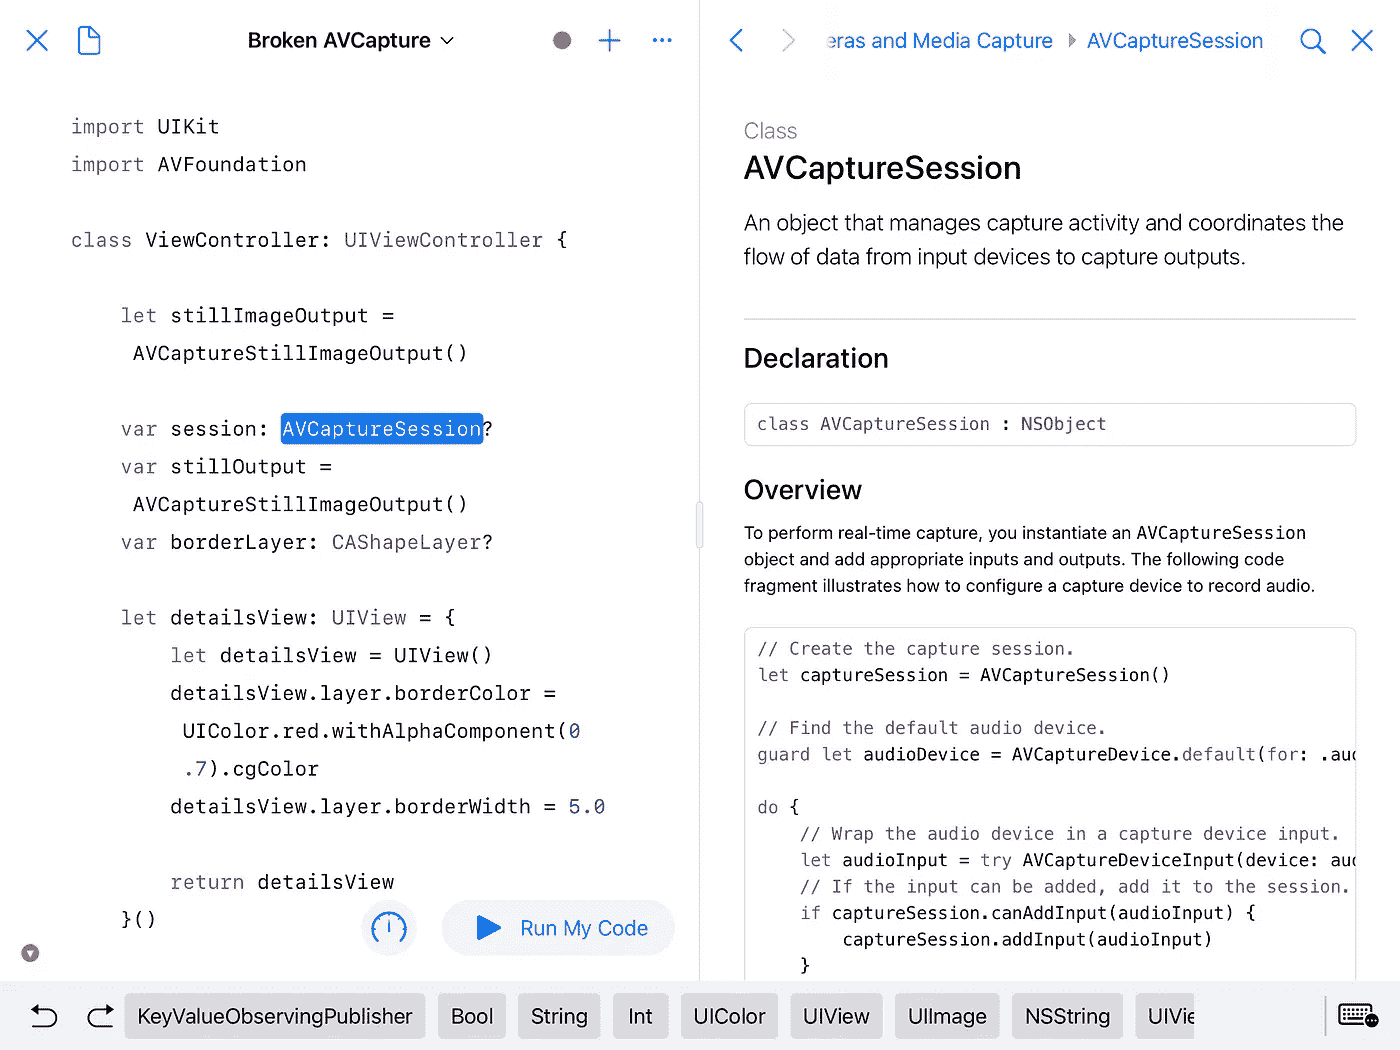 Broken AVCapture
import UIKit
import AVFoundation
class ViewController: UIViewController {
let stillImageOutput =
AVCaptureStillImageOutput()
var session: AVCaptureSession?
var stillOutput =
AVCaptureStillImageOutput()
var borderLayer: CAShapeLayer?
let detailsView: UIView = {
let detailsView = UIView()
detailsView.layer.borderColor =
UIColor.red.withAlphaComponent(0
.7).cgColor
detailsView.layer.borderWidth = 5.0
return detailsView
}()
Run My Code
eras and Media Capture AVCaptureSession
Class
AVCaptureSession
An object that manages capture activity and coordinates the
flow of data from input devices to capture outputs.
Declaration
class AVCaptureSession : NSObject
Overview
To perform real-time capture, you instantiate an AVCaptureSession
object and add appropriate inputs and outputs. The following code
fragment illustrates how to configure a capture device to record audio.
// Create the capture session.
let captureSession = AVCaptureSession()
// Find the default audio device.
guard let audioDevice = AVCaptureDevice.default(for: .au
do {
// Wrap the audio device in a capture device input.
let audioInput = try AVCaptureDeviceInput(device: au
// If the input can be added, add it to the session.
if captureSession.canAddInput(audioInput) {
captureSession.addInput(audioInput)
}
KeyValueObservingPublisher Bool String Int UIColor UIView UIImage NSString UIVie